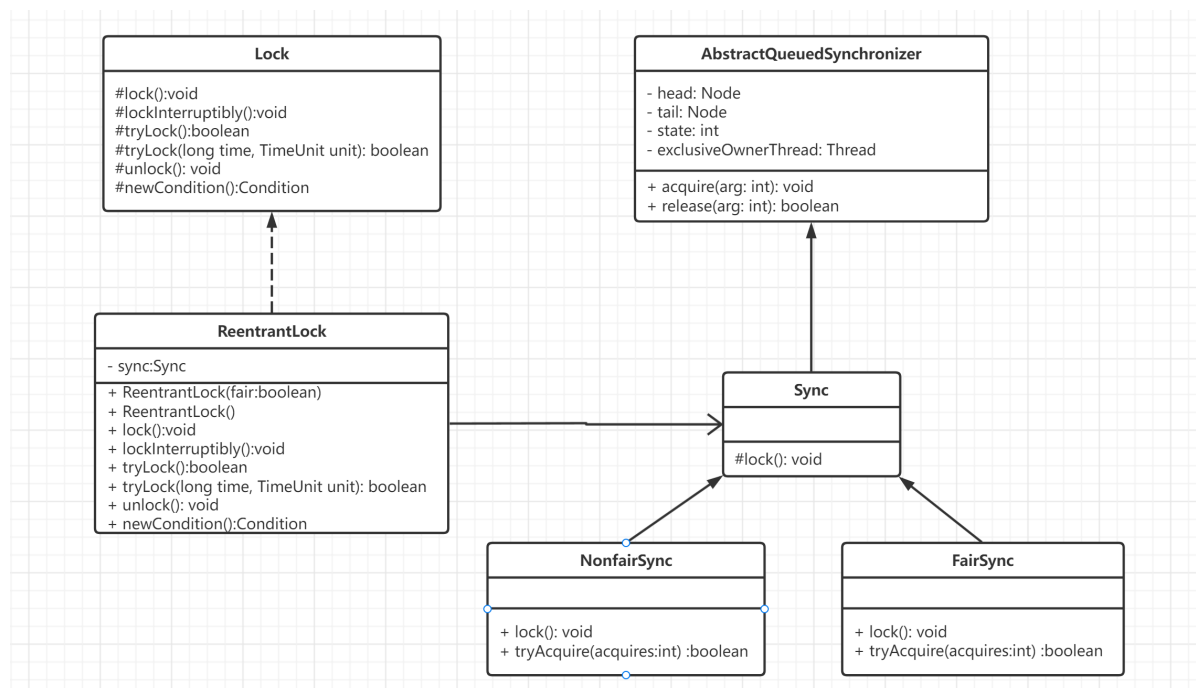 Lock
#lock():void
#lockInterruptibly():void
#tryLock():boolean
#tryLock(long time, TimeUnit unit): boolean
#unlock(): void
#newCondition():Condition
AbstractQueuedSynchronizer
- head: Node
- tail: Node
- state: int
- exclusiveOwnerThread: Thread
+ acquire(arg: int): void
+ release(arg: int): boolean
ReentrantLock
- sync:Sync
+ ReentrantLock(fair:boolean)
+ ReentrantLock()
+ lock():void
+ lockInterruptibly():void
+ tryLock():boolean
+ tryLock(long time, TimeUnit unit): boolean
+ unlock(): void
+ newCondition():Condition
Sync
#lock(): void
NonfairSync
+ lock(): void
+ tryAcquire(acquires:int) :boolean
FairSync
+ lock(): void
+ tryAcquire(acquires:int) :boolean